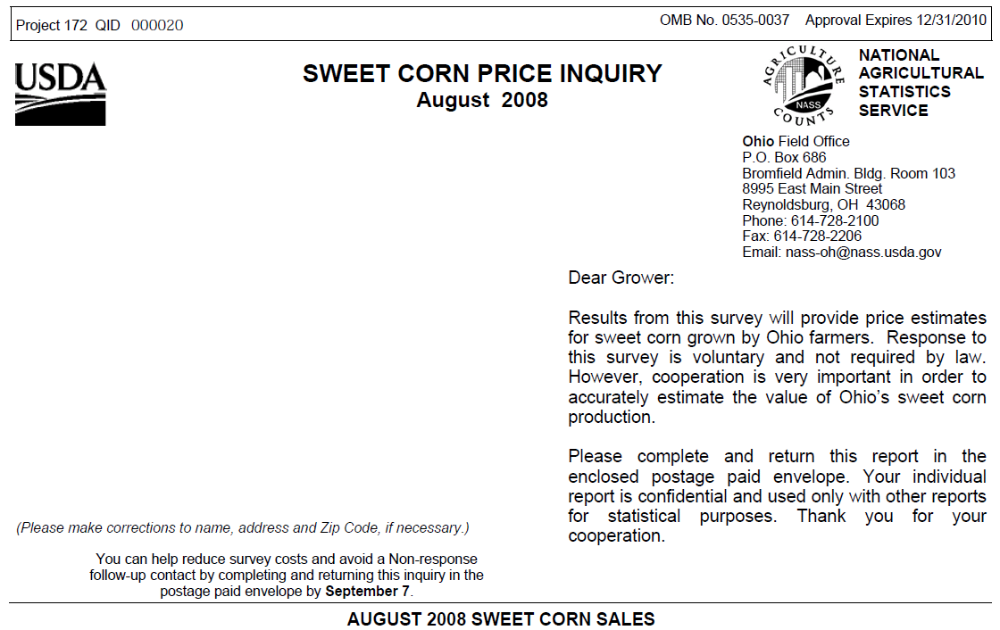 Project 172 QID 000020
OMB No. 0535-0037 Approval Expires 12/31/2010
USDA
SWEET CORN PRICE INQUIRY
August 2008
AGRICULTURE
NASS
COUNTS
NATIONAL
AGRICULTURAL
STATISTICS
SERVICE
Ohio Field Office
P.O. Box 686
Bromfield Admin. Bldg. Room 103
8995 East Main Street
Reynoldsburg, OH 43068
Phone: 614-728-2100
Fax: 614-728-2206
Email: nass-oh@nass.usda.gov
Dear Grower:
Results from this survey will provide price estimates
for sweet corn grown by Ohio farmers. Response to
this survey is voluntary and not required by law.
However, cooperation is very important in order to
accurately estimate the value of Ohio's sweet corn
production.
Please complete and return this report in the
enclosed postage paid envelope. Your individual
report is confidential and used only with other reports
for statistical purposes. Thank you for your
cooperation.
(Please make corrections to name, address and Zip Code, if necessary.)
You can help reduce survey costs and avoid a Non-response
follow-up contact by completing and returning this inquiry in the
postage paid envelope by September 7.
AUGUST 2008 SWEET CORN SALES